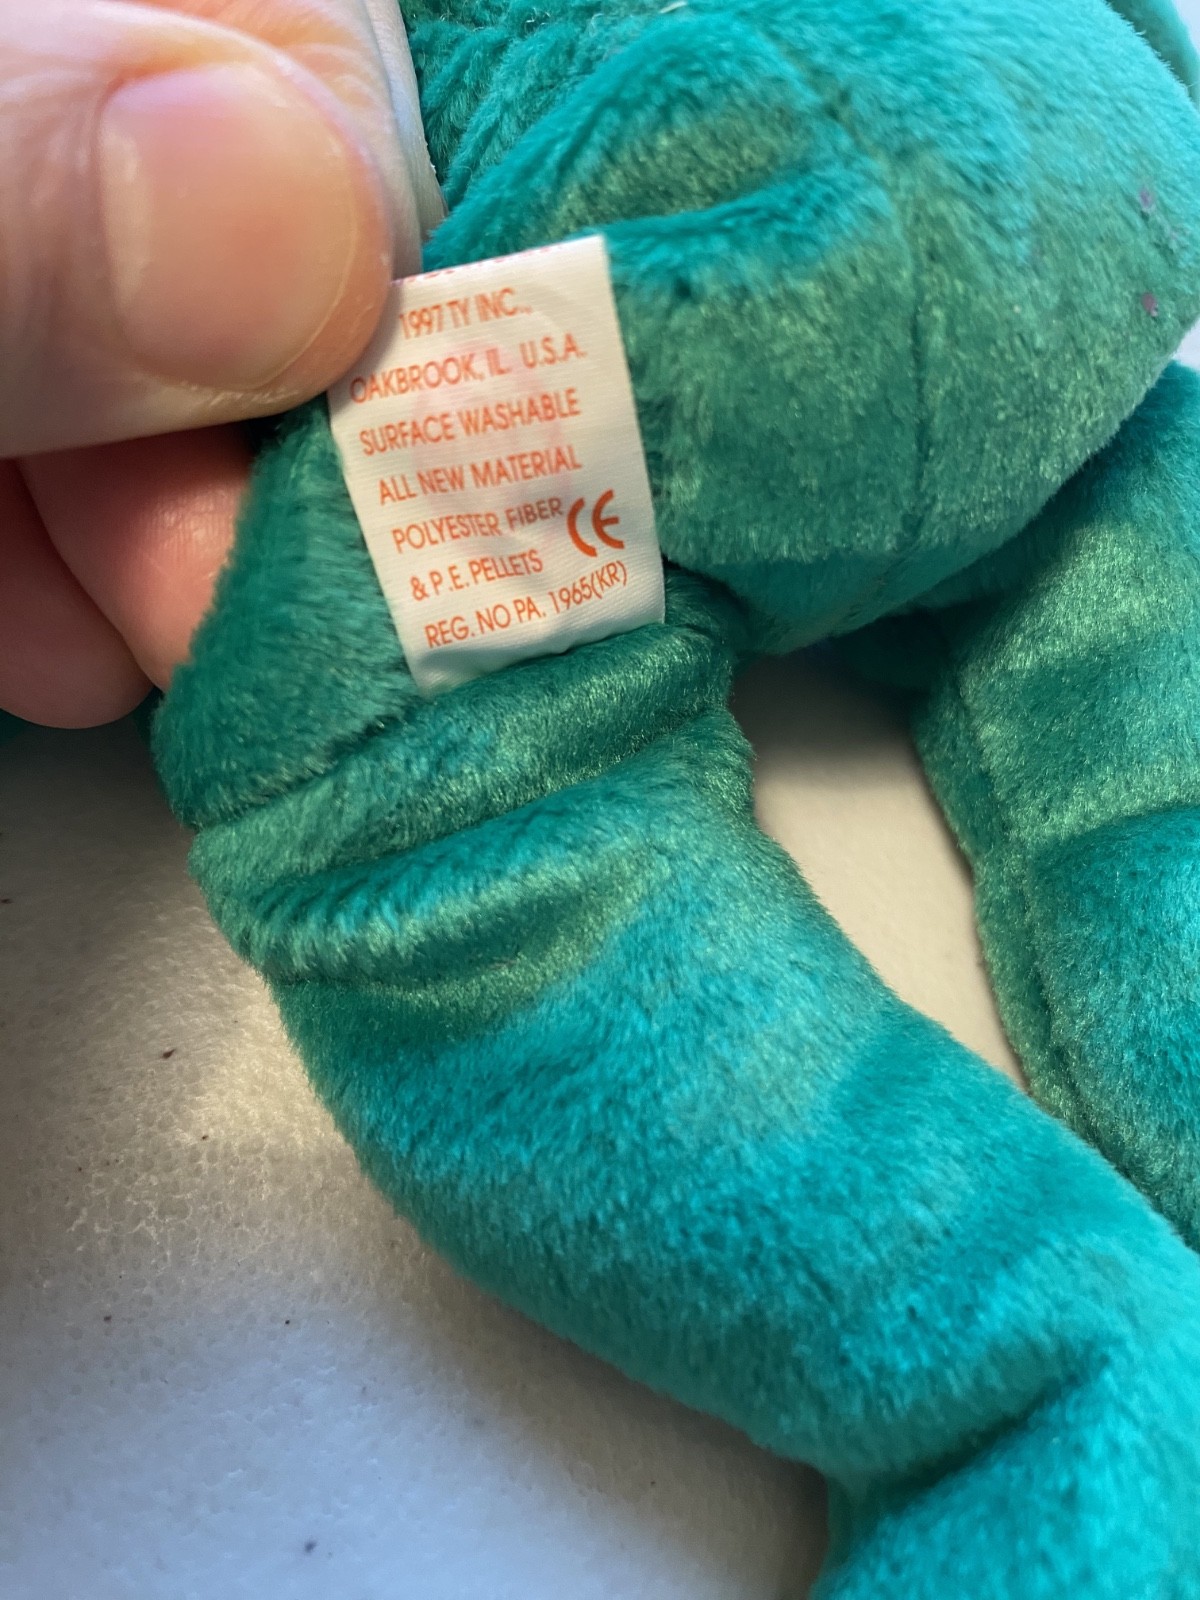 1997 TY INC.,
OAKBROOK, IL. U.S.A.
SURFACE WASHABLE
ALL NEW MATERIAL
POLYESTER FIBER CE
& P.E. PELLETS
REG. NO PA. 1965(KR)